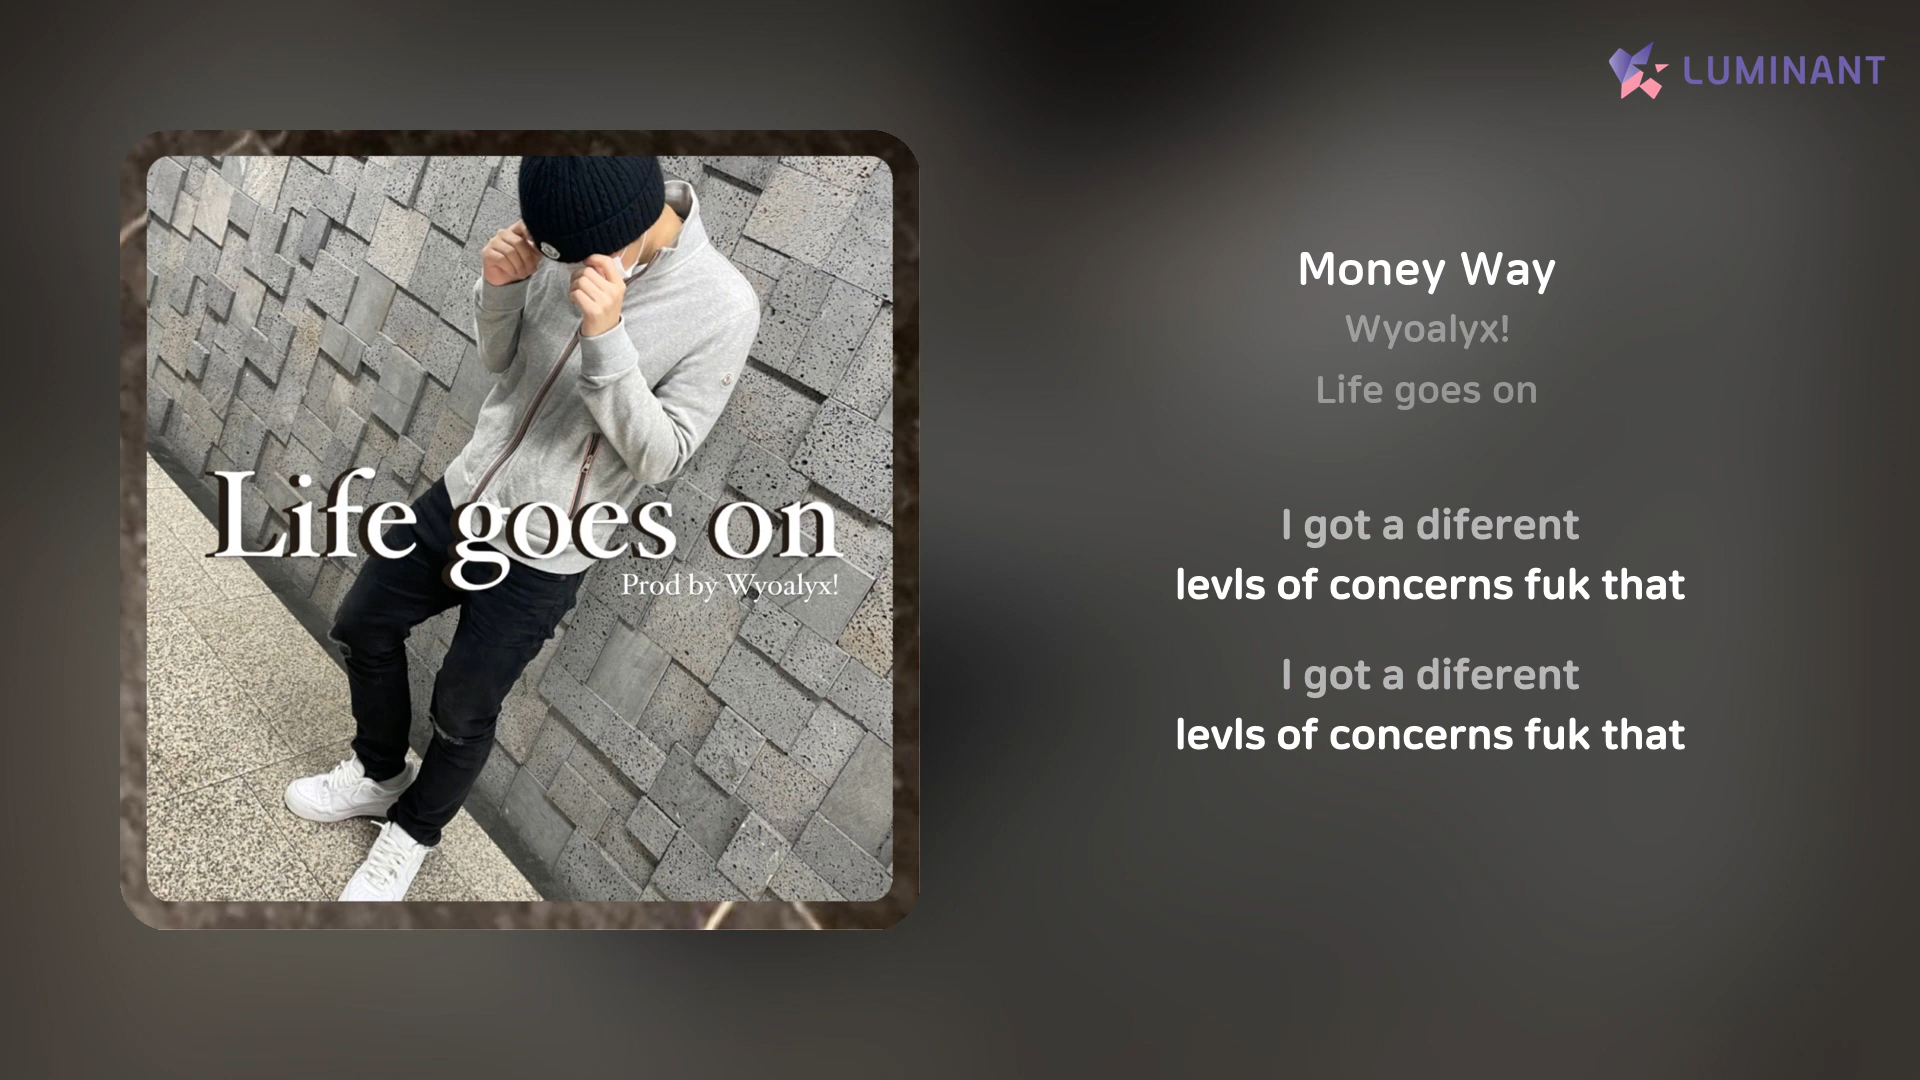 LUMINANT
Life goes on
Prod by Wyoalyx!
Money Way
Wyoalyx!
Life goes on
I got a diferent
levls of concerns fuk that
I got a diferent
levls of concerns fuk that